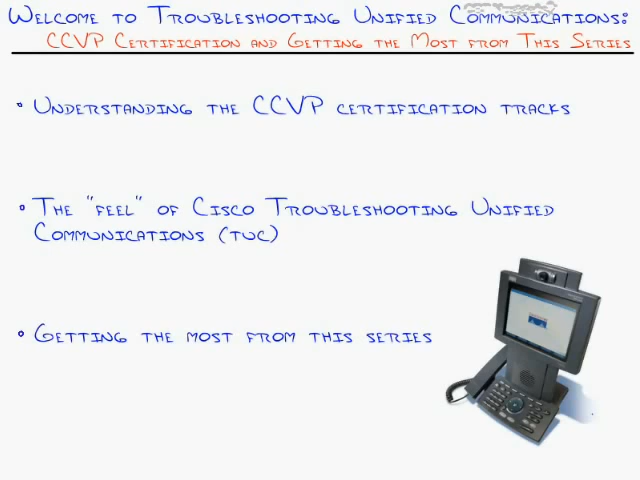 Welcome to Troubleshooting Unified Communications:
CCVP Certification and Getting the Most from This Series
• Understanding the CCVP certification tracks
• The "feel" of Cisco Troubleshooting Unified
Communications (TUC)
• Getting the most from this series